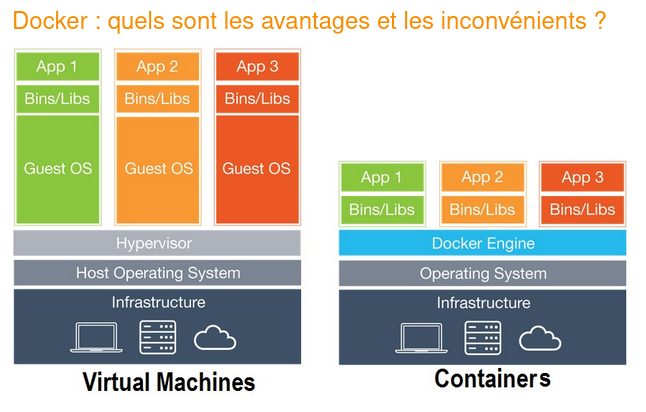 Docker : quels sont les avantages et les inconvénients ?
App 1 App 2 App 3
Bins/Libs Bins/Libs Bins/Libs
Guest OS Guest OS Guest OS
Hypervisor
Host Operating System
Infrastructure
Virtual Machines
App 1 App 2 App 3
Bins/Libs Bins/Libs Bins/Libs
Docker Engine
Operating System
Infrastructure
Containers